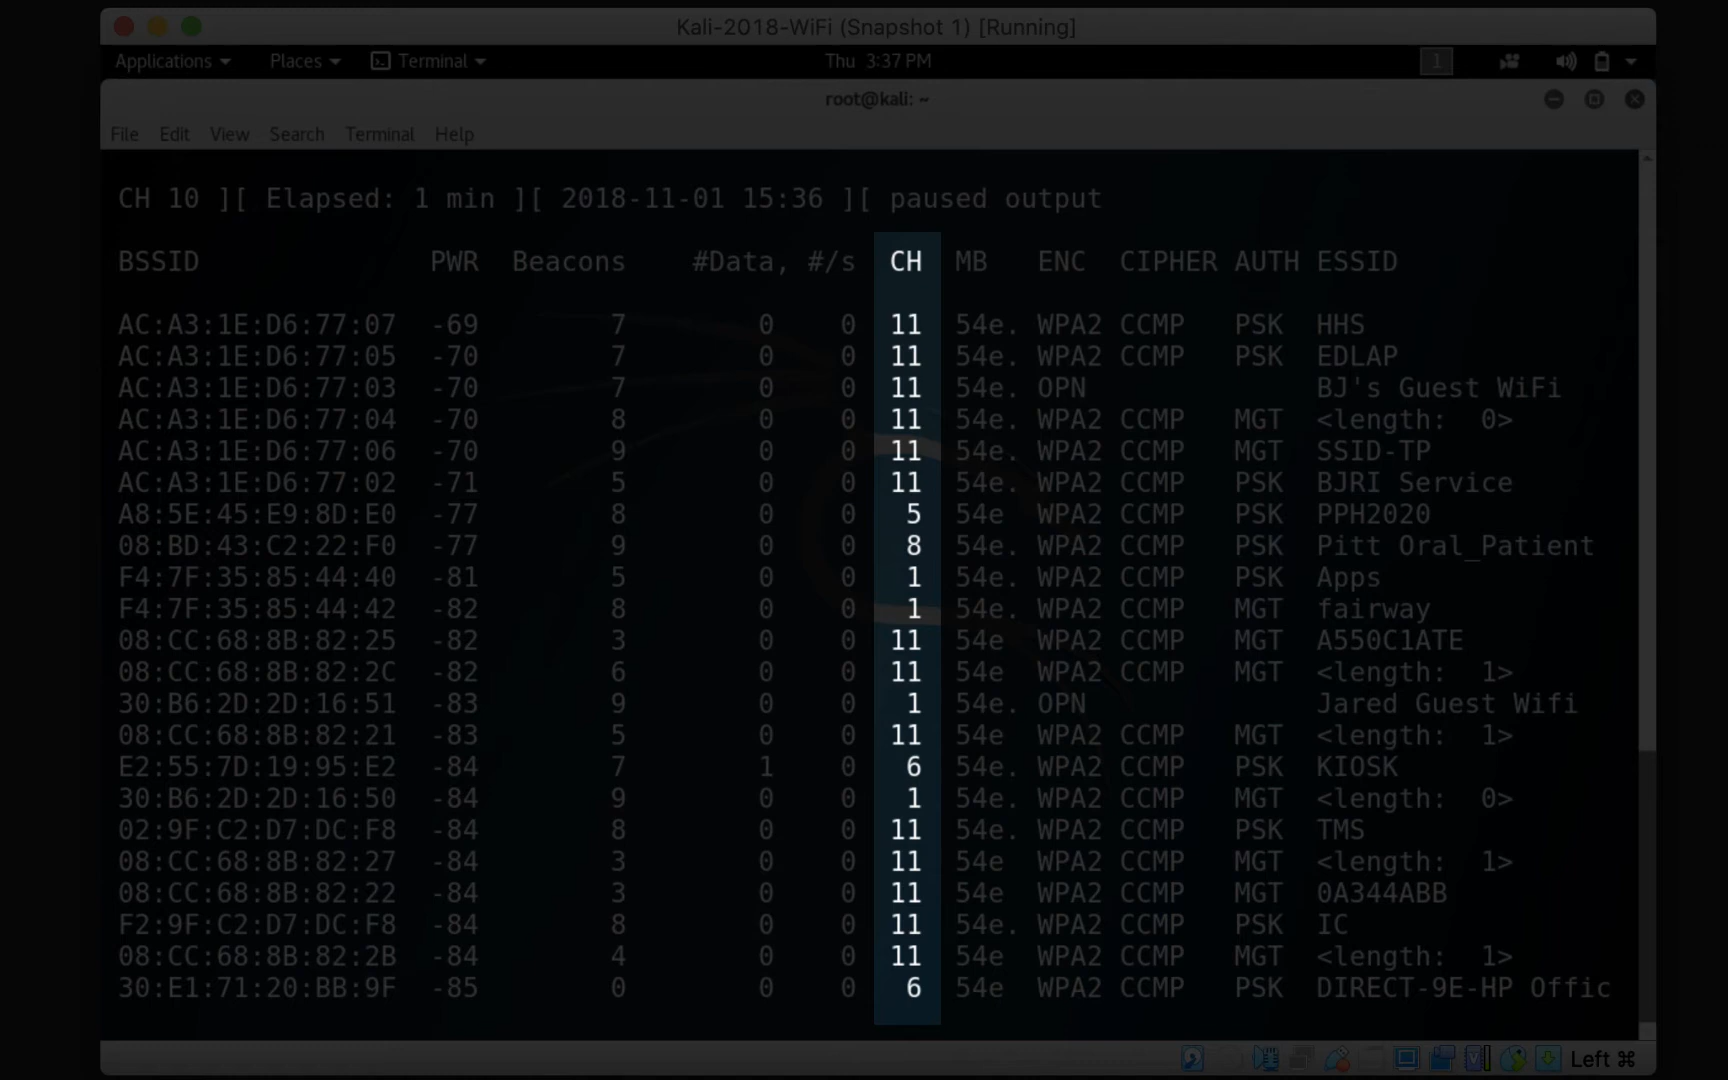 Kali-2018-WiFi (Snapshot 1) [Running]
Applications Places Terminal Thu 3:37 PM 1
root@kali: ~
File Edit View Search Terminal Help
CH 10 ][ Elapsed: 1 min ][ 2018-11-01 15:36 ][ paused output
BSSID PWR Beacons #Data, #/s CH MB ENC CIPHER AUTH ESSID
AC:A3:1E:D6:77:07 -69 7 0 0 11 54e. WPA2 CCMP PSK HHS
AC:A3:1E:D6:77:05 -70 7 0 0 11 54e. WPA2 CCMP PSK EDLAP
AC:A3:1E:D6:77:03 -70 7 0 0 11 54e. OPN BJ's Guest WiFi
AC:A3:1E:D6:77:04 -70 8 0 0 11 54e. WPA2 CCMP MGT <length: 0>
AC:A3:1E:D6:77:06 -70 9 0 0 11 54e. WPA2 CCMP MGT SSID-TP
AC:A3:1E:D6:77:02 -71 5 0 0 11 54e. WPA2 CCMP PSK BJRI Service
A8:5E:45:E9:8D:E0 -77 8 0 0 5 54e WPA2 CCMP PSK PPH2020
08:BD:43:C2:22:F0 -77 9 0 0 8 54e. WPA2 CCMP PSK Pitt Oral_Patient
F4:7F:35:85:44:40 -81 5 0 0 1 54e. WPA2 CCMP PSK Apps
F4:7F:35:85:44:42 -82 8 0 0 1 54e. WPA2 CCMP MGT fairway
08:CC:68:8B:82:25 -82 3 0 0 11 54e WPA2 CCMP MGT A550C1ATE
08:CC:68:8B:82:2C -82 6 0 0 11 54e WPA2 CCMP MGT <length: 1>
30:B6:2D:2D:16:51 -83 9 0 0 1 54e. OPN Jared Guest Wifi
08:CC:68:8B:82:21 -83 5 0 0 11 54e WPA2 CCMP MGT <length: 1>
E2:55:7D:19:95:E2 -84 7 1 0 6 54e. WPA2 CCMP PSK KIOSK
30:B6:2D:2D:16:50 -84 9 0 0 1 54e. WPA2 CCMP MGT <length: 0>
02:9F:C2:D7:DC:F8 -84 8 0 0 11 54e. WPA2 CCMP PSK TMS
08:CC:68:8B:82:27 -84 3 0 0 11 54e WPA2 CCMP MGT <length: 1>
08:CC:68:8B:82:22 -84 3 0 0 11 54e WPA2 CCMP MGT 0A344ABB
F2:9F:C2:D7:DC:F8 -84 8 0 0 11 54e. WPA2 CCMP PSK IC
08:CC:68:8B:82:2B -84 4 0 0 11 54e WPA2 CCMP MGT <length: 1>
30:E1:71:20:BB:9F -85 0 0 0 6 54e WPA2 CCMP PSK DIRECT-9E-HP Offic
Left ⌘